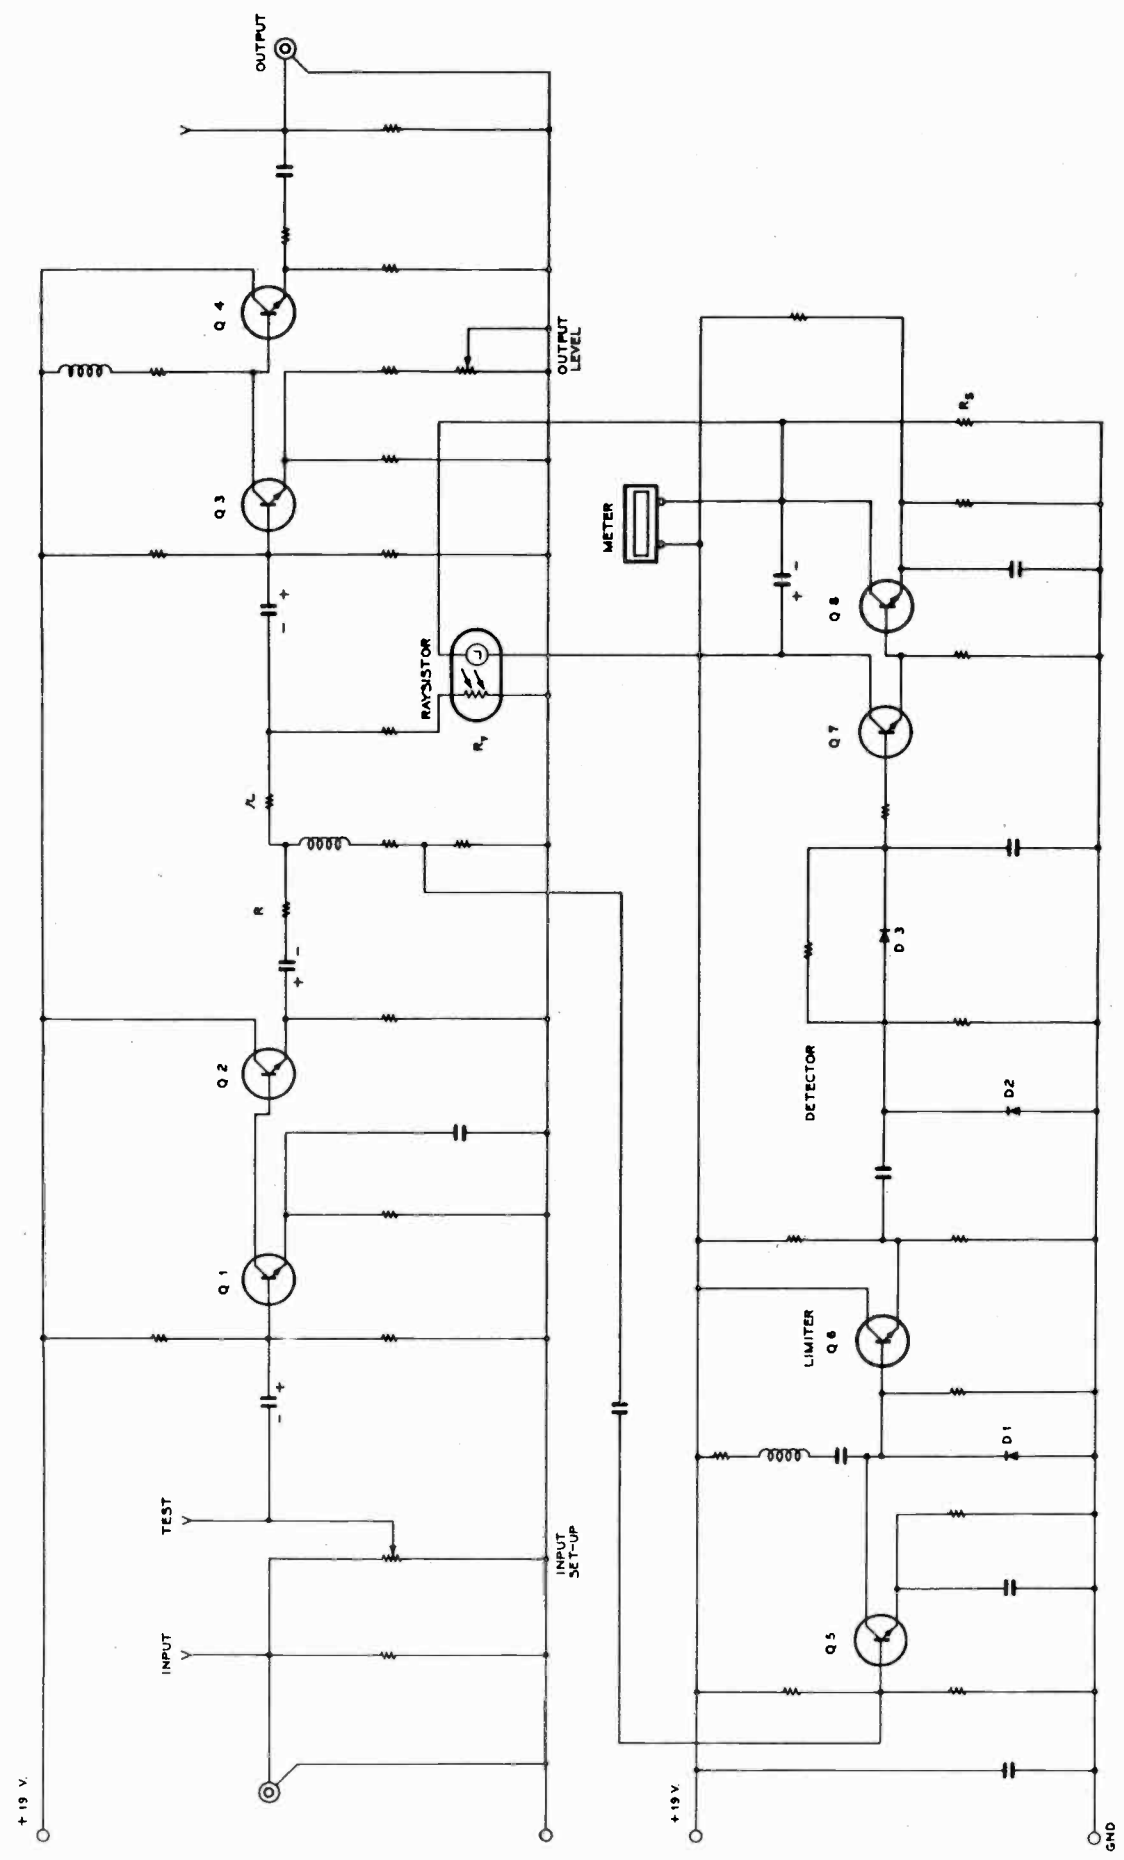 + 19 V.
INPUT
TEST
INPUT
SET-UP
Q 1
Q 2
R
RAYSISTOR
Q 3
Q 4
OUTPUT
LEVEL
OUTPUT
+ 19 V.
GND
Q 5
D 1
LIMITER
Q 6
D2
DETECTOR
D 3
Q 7
Q 8
METER
+
-
+
-
-
+
+
-